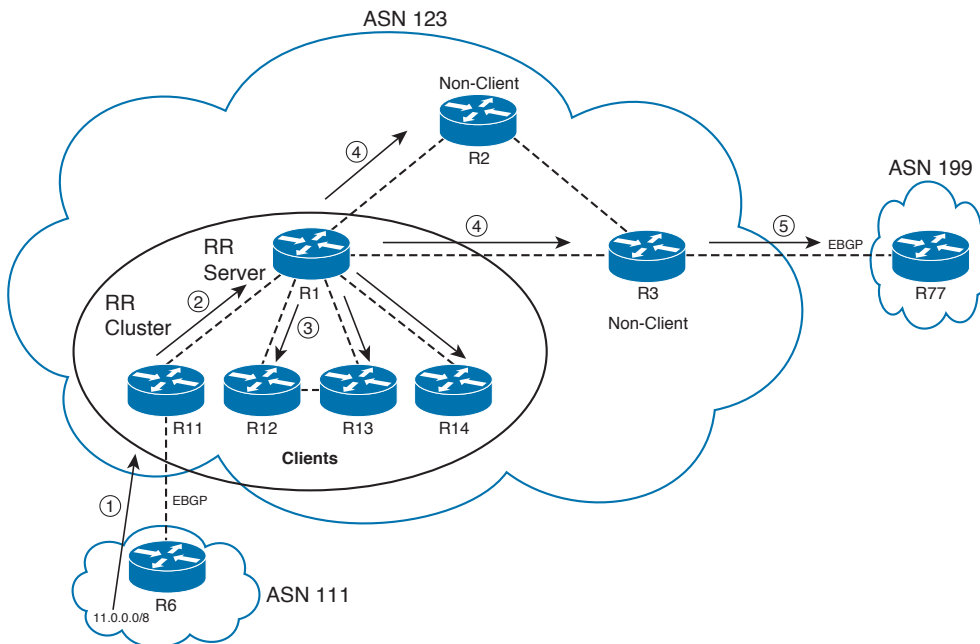 ASN 123
Non-Client
R2
④
ASN 199
RR
Server
④
⑤
EBGP
R1
R3
R77
RR
Cluster
②
③
Non-Client
R11
R12
R13
R14
Clients
①
EBGP
R6
ASN 111
11.0.0.0/8